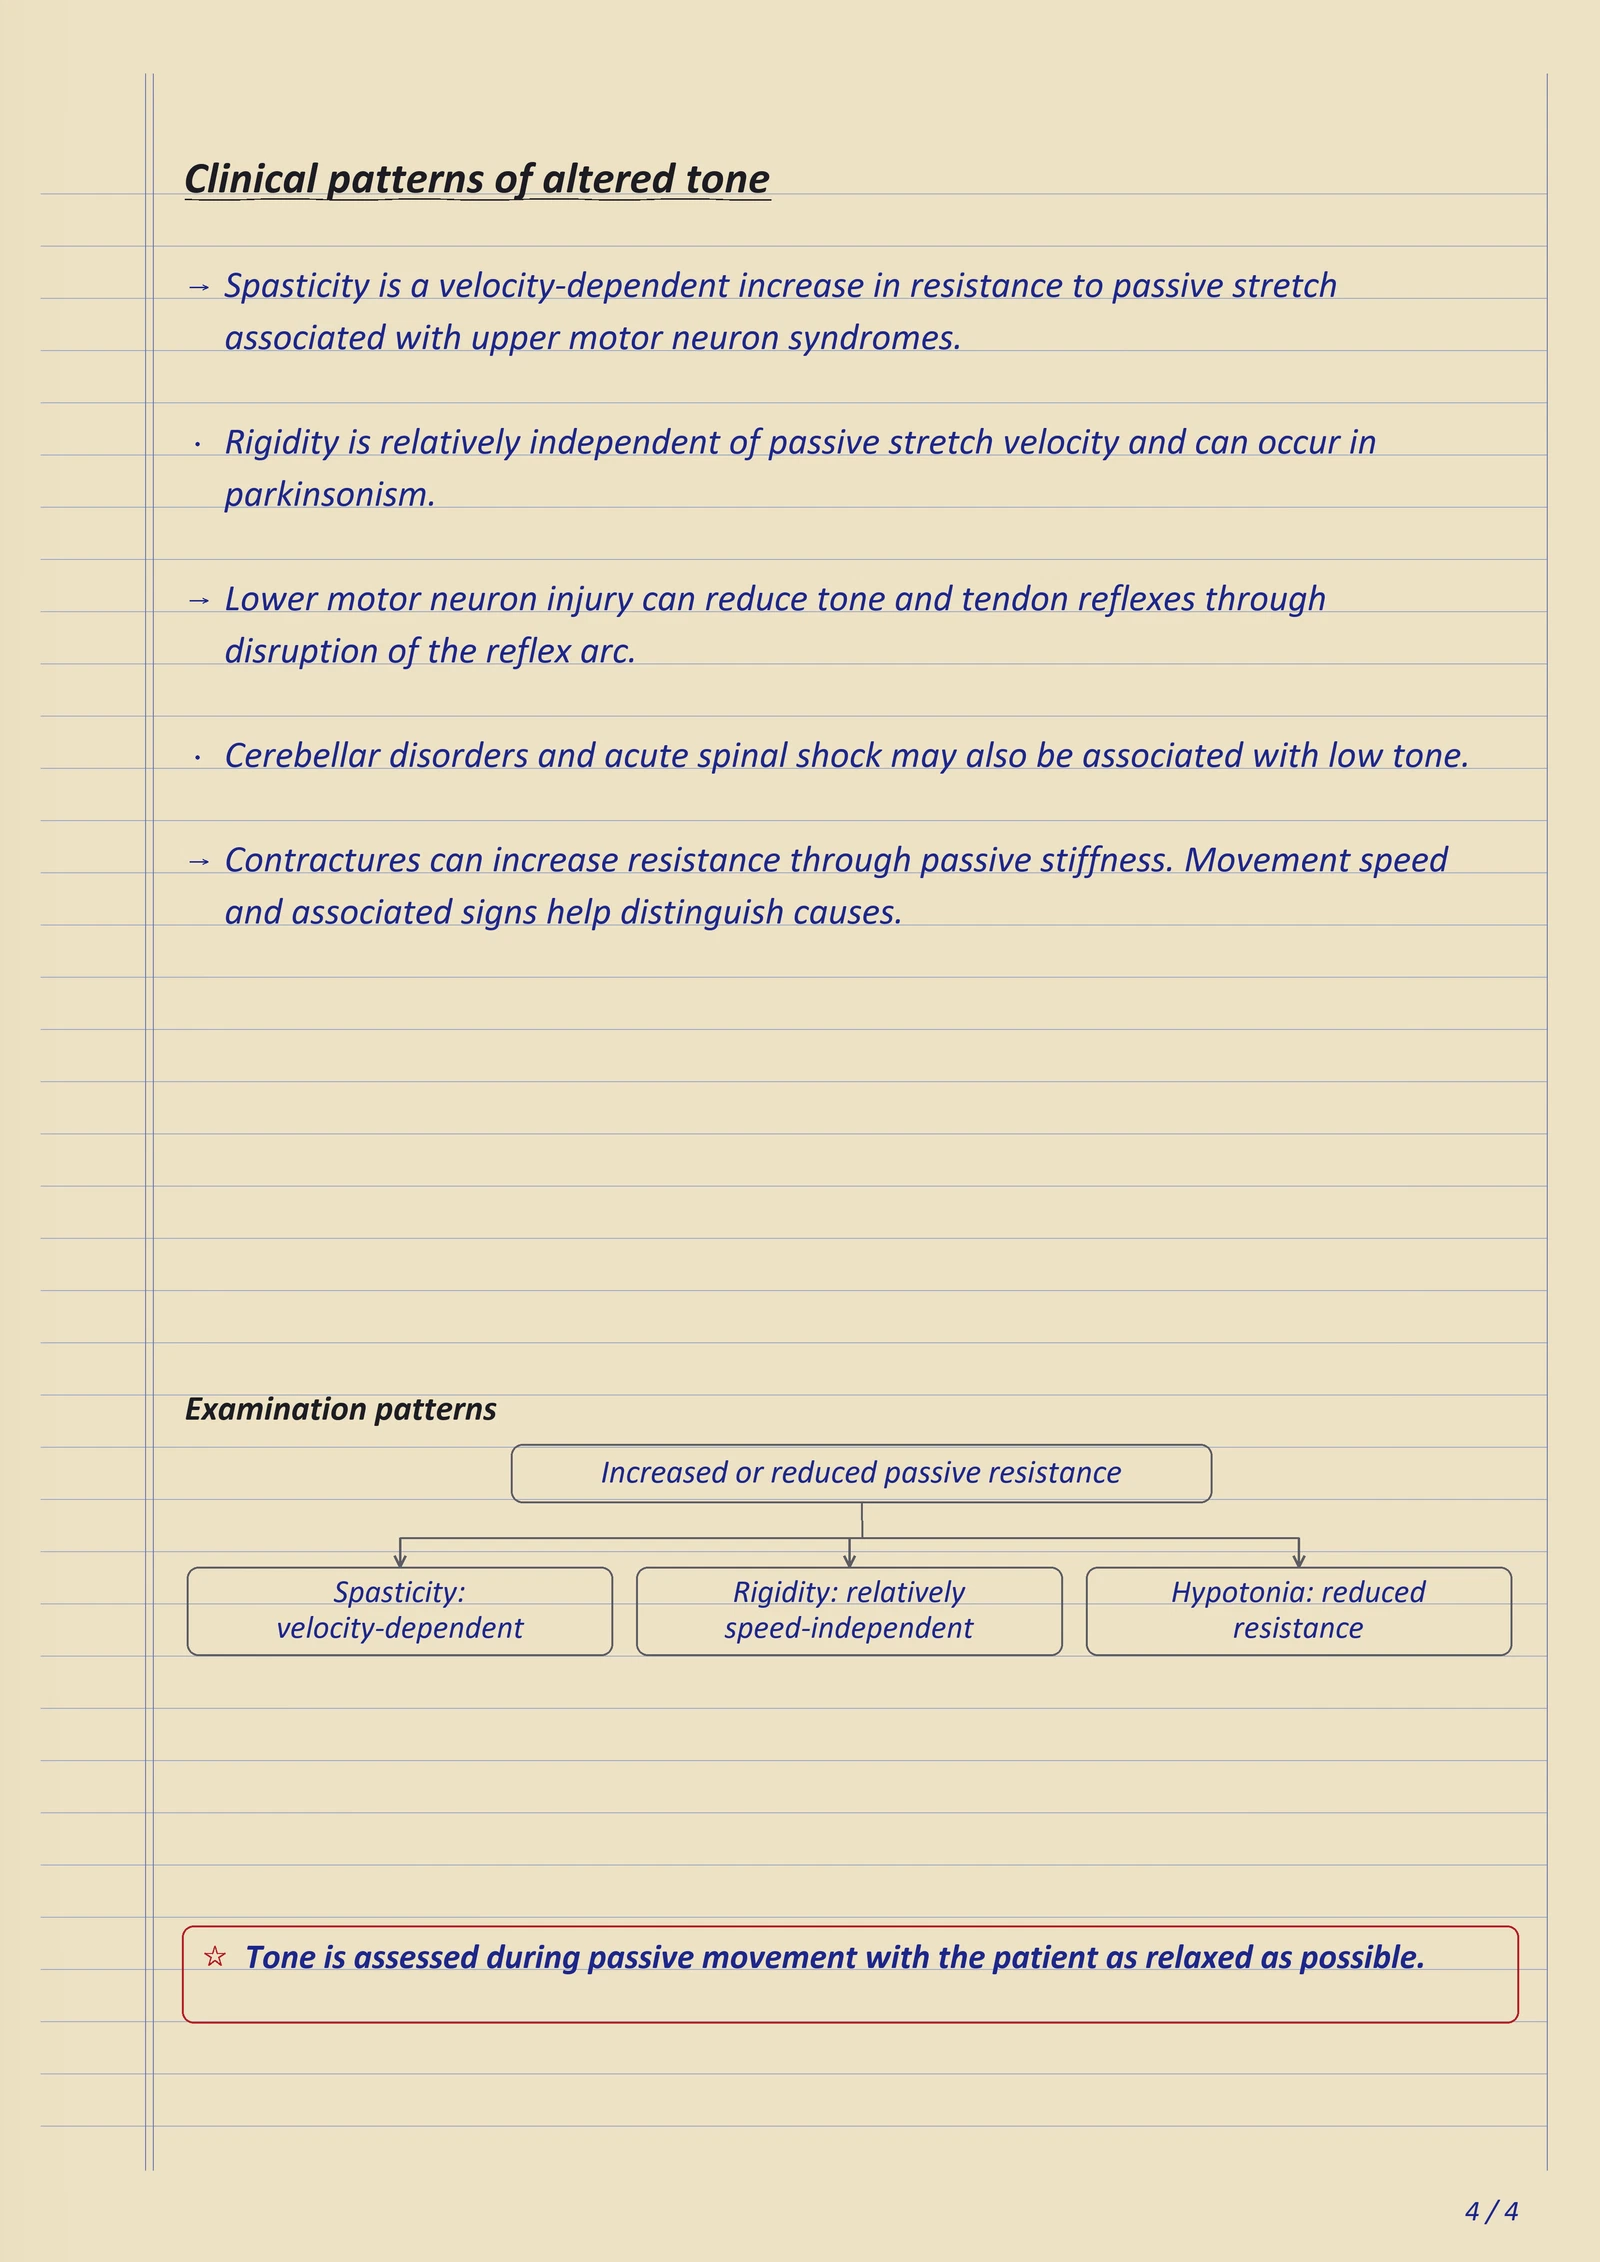 Clinical patterns of altered tone
→ Spasticity is a velocity-dependent increase in resistance to passive stretch
associated with upper motor neuron syndromes.
· Rigidity is relatively independent of passive stretch velocity and can occur in
parkinsonism.
→ Lower motor neuron injury can reduce tone and tendon reflexes through
disruption of the reflex arc.
· Cerebellar disorders and acute spinal shock may also be associated with low tone.
→ Contractures can increase resistance through passive stiffness. Movement speed
and associated signs help distinguish causes.
Examination patterns
Increased or reduced passive resistance
Spasticity:
velocity-dependent
Rigidity: relatively
speed-independent
Hypotonia: reduced
resistance
☆ Tone is assessed during passive movement with the patient as relaxed as possible.
4 / 4